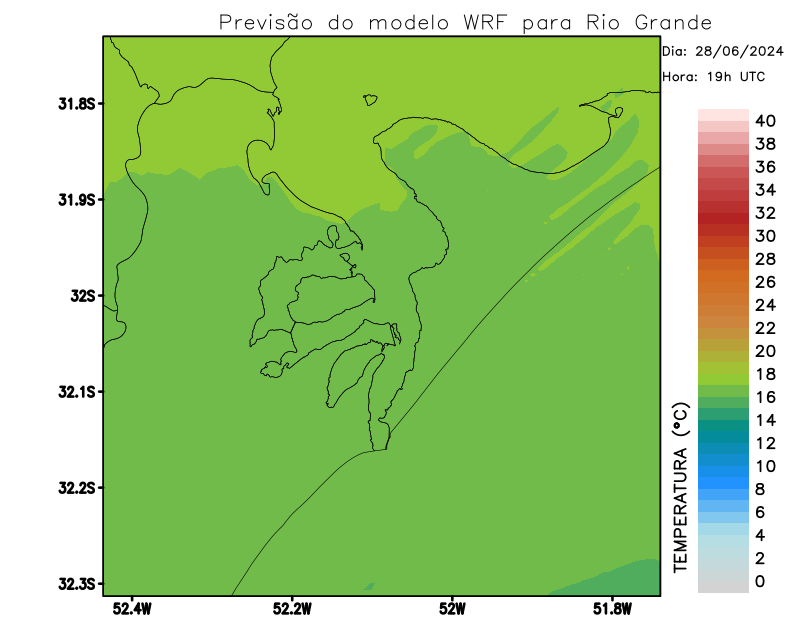 Previsão do modelo WRF para Rio Grande
Dia: 28/06/2024
Hora: 19h UTC
31.8S
31.9S
32S
32.1S
32.2S
32.3S
52.4W
52.2W
52W
51.8W
TEMPERATURA (°C)
40
38
36
34
32
30
28
26
24
22
20
18
16
14
12
10
8
6
4
2
0